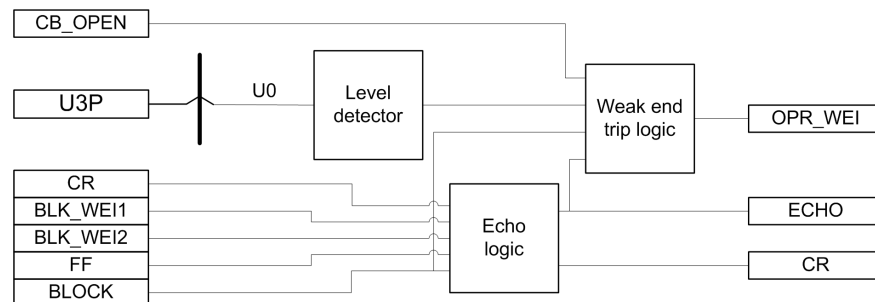 CB_OPEN
U3P
U0
Level
detector
Weak end
trip logic
OPR_WEI
CR
BLK_WEI1
BLK_WEI2
FF
BLOCK
Echo
logic
ECHO
CR